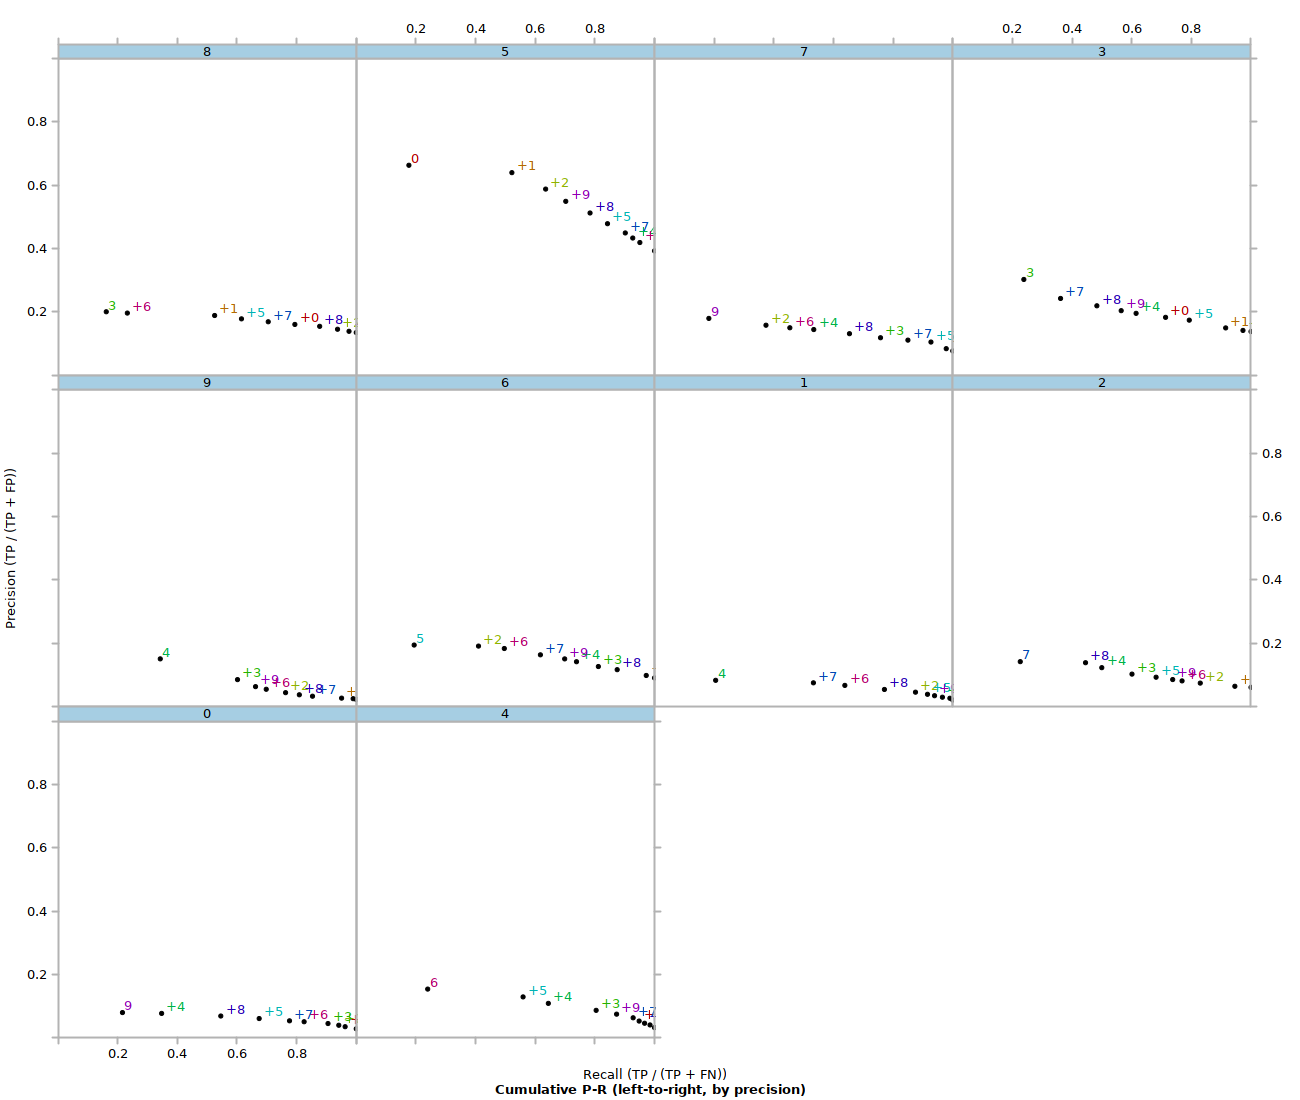 0.2 0.4 0.6 0.8 0.2 0.4 0.6 0.8
8 5 7 3
0.8
0.6
0.4
0.2
3 +6 +1 +5 +7 +0 +8
0 +1 +2 +9 +8 +5 +7
9 +2 +6 +4 +8 +3 +7 +5
3 +7 +8 +9 +4 +0 +5 +1
9 6 1 2
4 +3 +9 +6 +2 +8 +7
5 +2 +6 +7 +9 +4 +3 +8
4 +7 +6 +8 +2
7 +8 +4 +3 +5 +9 +6 +2
0.8
0.6
0.4
0.2
0 4
0.8
0.6
0.4
0.2
9 +4 +8 +5 +7 +6 +3
6 +5 +4 +3 +9
0.2 0.4 0.6 0.8
Precision (TP / (TP + FP))
Recall (TP / (TP + FN))
Cumulative P-R (left-to-right, by precision)